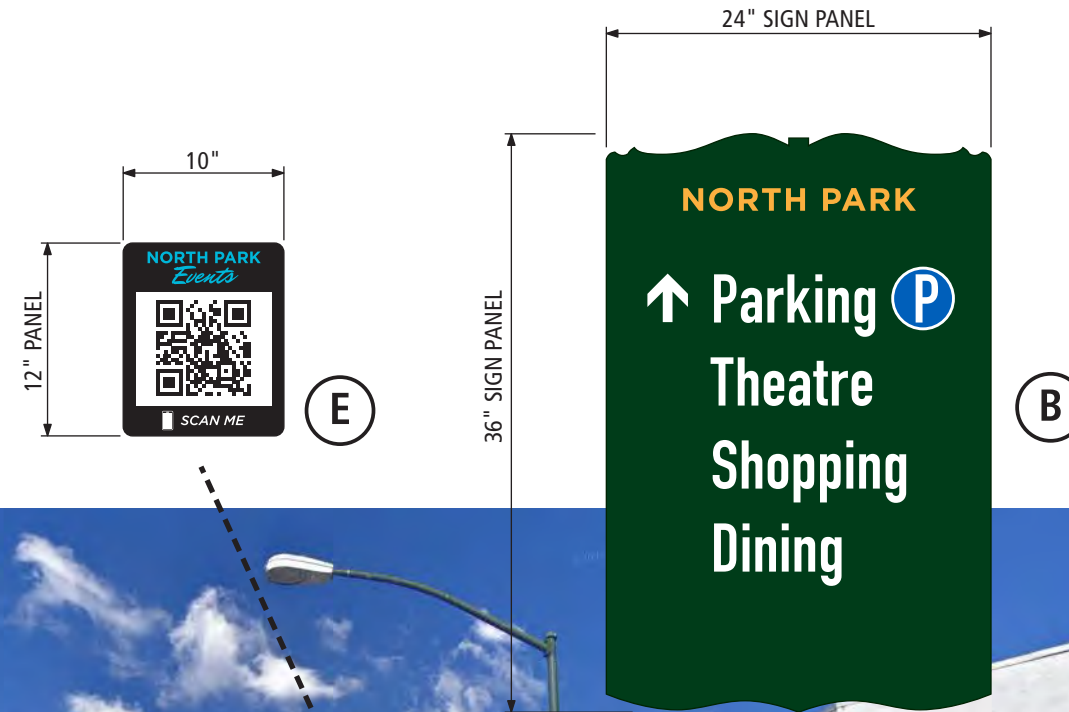 24" SIGN PANEL
10"
12" PANEL
NORTH PARK
Events
SCAN ME
E
36" SIGN PANEL
NORTH PARK
Parking P
Theatre
Shopping
Dining
B